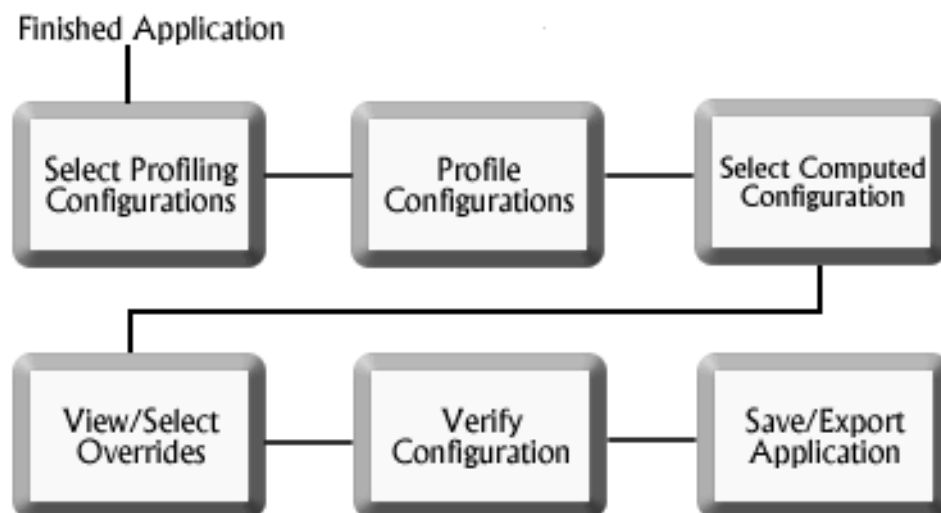 Finished Application
Select Profiling
Configurations
Profile
Configurations
Select Computed
Configuration
View/Select
Overrides
Verify
Configuration
Save/Export
Application